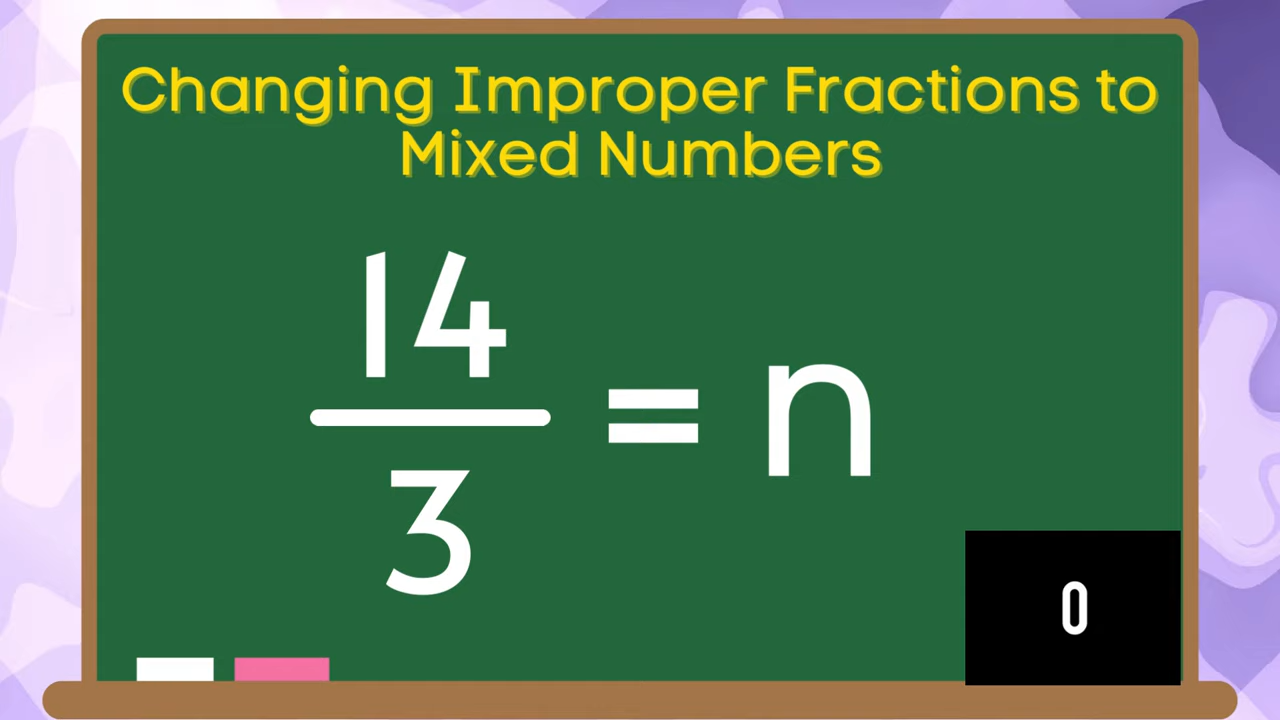 Changing Improper Fractions to
Mixed Numbers
14
3
= n
0